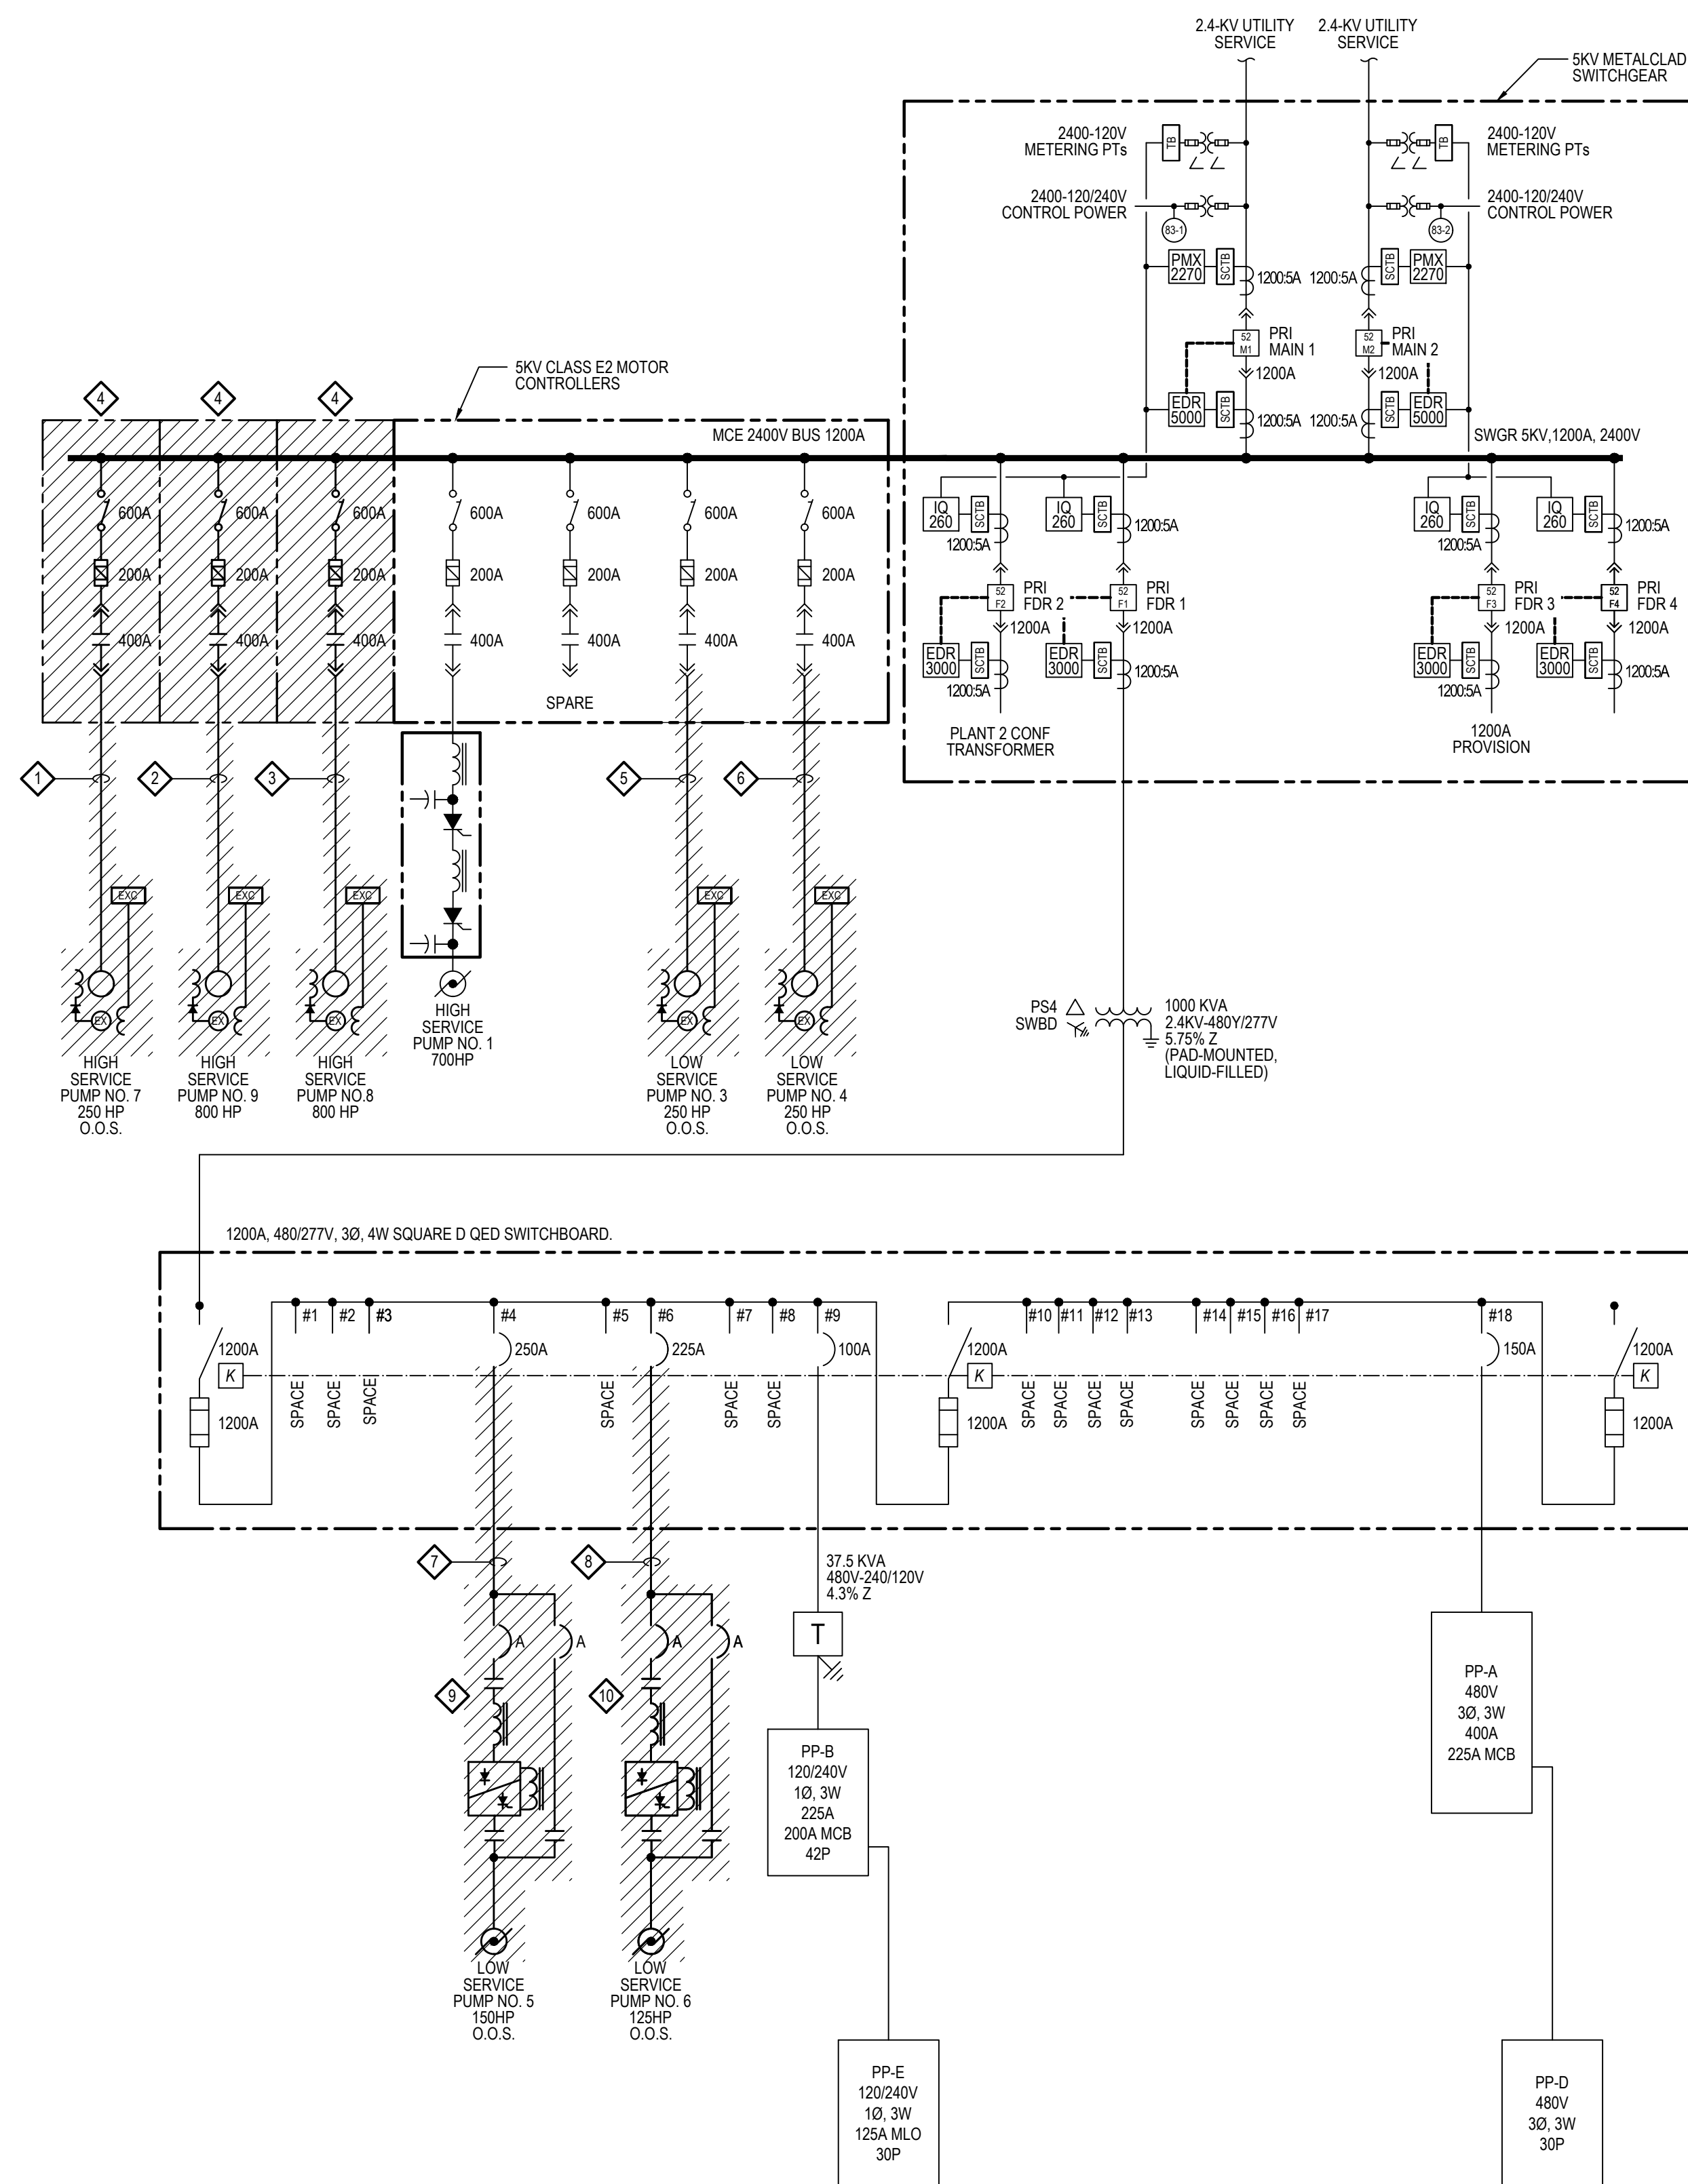 2.4-KV UTILITY
SERVICE
2.4-KV UTILITY
SERVICE
5KV METALCLAD
SWITCHGEAR
2400-120V
METERING PTs
TB
TB
2400-120V
METERING PTs
2400-120/240V
CONTROL POWER
83-1
83-2
2400-120/240V
CONTROL POWER
PMX
2270
SCTB
1200:5A
1200:5A
SCTB
PMX
2270
52
M1
PRI
MAIN 1
1200A
52
M2
PRI
MAIN 2
1200A
EDR
5000
SCTB
1200:5A
1200:5A
SCTB
EDR
5000
5KV CLASS E2 MOTOR
CONTROLLERS
4
4
4
MCE 2400V BUS 1200A
SWGR 5KV,1200A, 2400V
600A
600A
600A
600A
600A
600A
600A
200A
200A
200A
200A
200A
200A
200A
400A
400A
400A
400A
400A
400A
400A
SPARE
IQ
260
SCTB
1200:5A
IQ
260
SCTB
1200:5A
IQ
260
SCTB
1200:5A
IQ
260
SCTB
1200:5A
52
F2
PRI
FDR 2
1200A
52
F1
PRI
FDR 1
1200A
52
F3
PRI
FDR 3
1200A
52
F4
PRI
FDR 4
1200A
EDR
3000
SCTB
1200:5A
EDR
3000
SCTB
1200:5A
EDR
3000
SCTB
1200:5A
EDR
3000
SCTB
1200:5A
PLANT 2 CONF
TRANSFORMER
1200A
PROVISION
1
2
3
5
6
EXC
EXC
EXC
EXC
EXC
EX
EX
EX
EX
EX
HIGH
SERVICE
PUMP NO. 7
250 HP
O.O.S.
HIGH
SERVICE
PUMP NO. 9
800 HP
HIGH
SERVICE
PUMP NO.8
800 HP
HIGH
SERVICE
PUMP NO. 1
700HP
LOW
SERVICE
PUMP NO. 3
250 HP
O.O.S.
LOW
SERVICE
PUMP NO. 4
250 HP
O.O.S.
PS4
SWBD
1000 KVA
2.4KV-480Y/277V
5.75% Z
(PAD-MOUNTED,
LIQUID-FILLED)
1200A, 480/277V, 3Ø, 4W SQUARE D QED SWITCHBOARD.
#1
#2
#3
#4
#5
#6
#7
#8
#9
#10
#11
#12
#13
#14
#15
#16
#17
#18
1200A
K
1200A
250A
225A
100A
1200A
K
1200A
150A
1200A
K
1200A
SPACE
SPACE
SPACE
SPACE
SPACE
SPACE
SPACE
SPACE
SPACE
SPACE
SPACE
SPACE
SPACE
SPACE
7
8
37.5 KVA
480V-240/120V
4.3% Z
T
A
A
A
A
9
10
PP-B
120/240V
1Ø, 3W
225A
200A MCB
42P
PP-A
480V
3Ø, 3W
400A
225A MCB
LOW
SERVICE
PUMP NO. 5
150HP
O.O.S.
LOW
SERVICE
PUMP NO. 6
125HP
O.O.S.
PP-E
120/240V
1Ø, 3W
125A MLO
30P
PP-D
480V
3Ø, 3W
30P